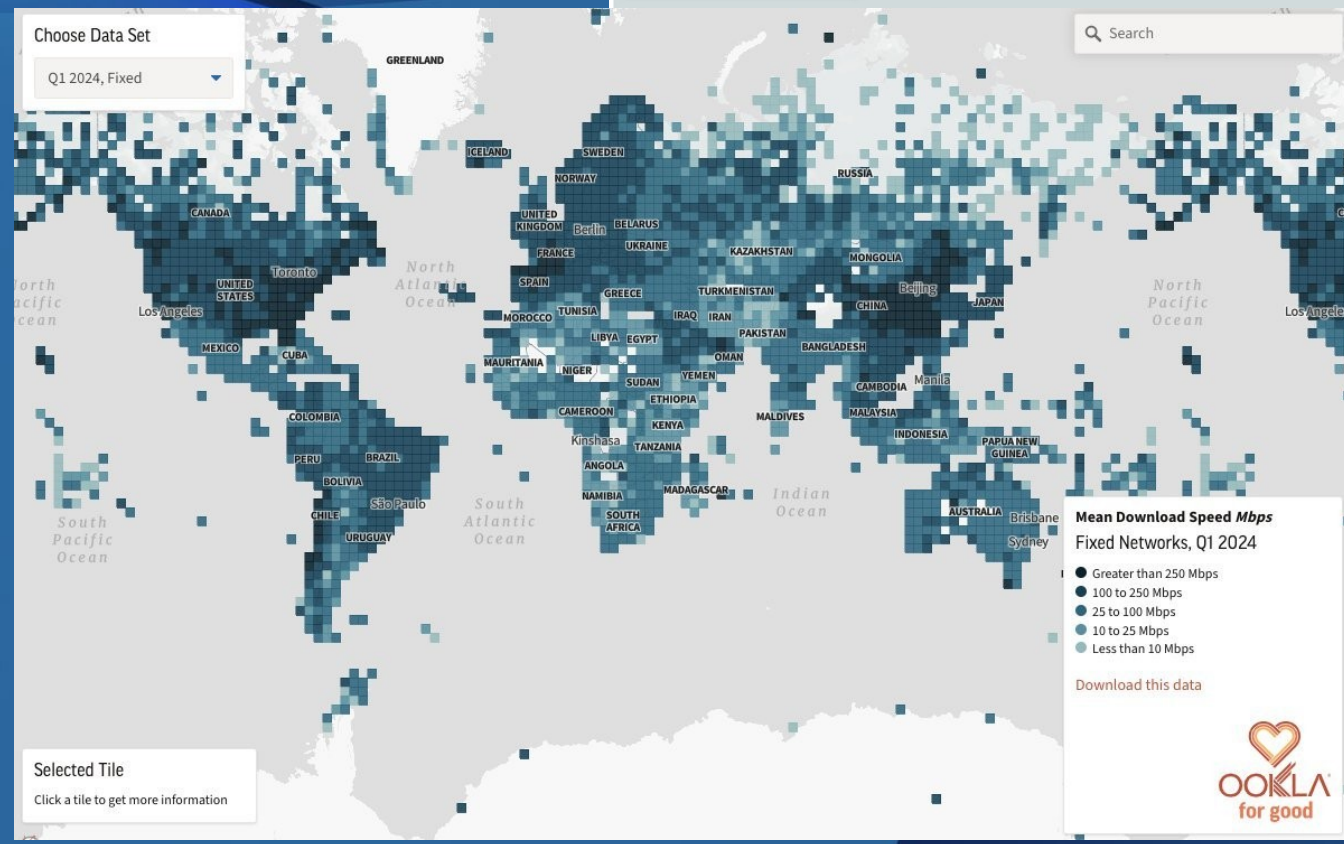 Choose Data Set
Q1 2024, Fixed
Search
GREENLAND
ICELAND
SWEDEN
NORWAY
RUSSIA
CANADA
UNITED
KINGDOM
Berlin
BELARUS
UKRAINE
FRANCE
KAZAKHSTAN
MONGOLIA
North
Atlantic
Ocean
Toronto
UNITED
STATES
SPAIN
GREECE
TURKMENISTAN
Beijing
North
Pacific
Ocean
Los Angeles
TUNISIA
MOROCCO
IRAQ
IRAN
CHINA
JAPAN
MEXICO
CUBA
LIBYA
EGYPT
PAKISTAN
BANGLADESH
MAURITANIA
NIGER
OMAN
SUDAN
YEMEN
CAMBODIA
Manila
ETHIOPIA
COLOMBIA
CAMEROON
KENYA
MALDIVES
MALAYSIA
Kinshasa
TANZANIA
INDONESIA
PAPUA NEW
GUINEA
PERU
BRAZIL
ANGOLA
BOLIVIA
NAMIBIA
MADAGASCAR
Indian
Ocean
São Paulo
South
Atlantic
Ocean
CHILE
SOUTH
AFRICA
AUSTRALIA
Brisbane
South
Pacific
Ocean
URUGUAY
Sydney
Mean Download Speed Mbps
Fixed Networks, Q1 2024
Greater than 250 Mbps
100 to 250 Mbps
25 to 100 Mbps
10 to 25 Mbps
Less than 10 Mbps
Download this data
Selected Tile
Click a tile to get more information
OOKLA
for good